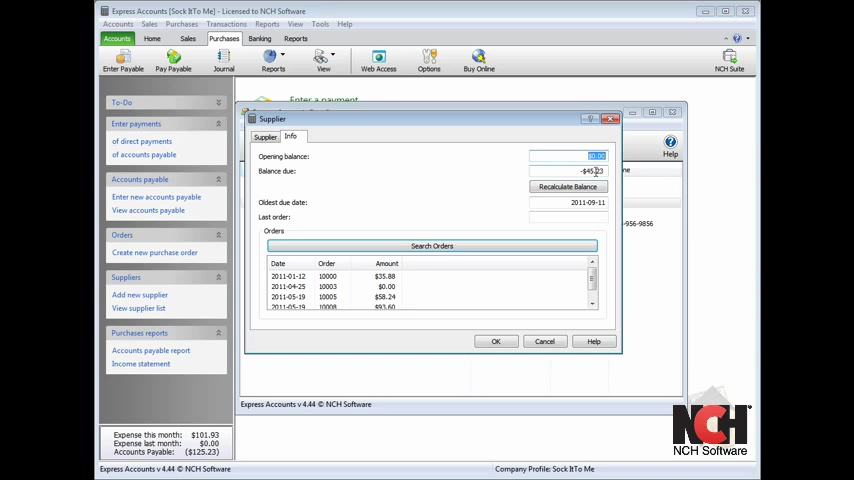 Express Accounts [Sock ItTo Me] - Licensed to NCH Software
Accounts Sales Purchases Transactions Reports View Tools Help
Accounts Home Sales Purchases Banking Reports
Enter Payable Pay Payable Journal Reports View Web Access Options Buy Online NCH Suite
To-Do
Enter payments
of direct payments
of accounts payable
Accounts payable
Enter new accounts payable
View accounts payable
Orders
Create new purchase order
Suppliers
Add new supplier
View supplier list
Purchases reports
Accounts payable report
Income statement
Expense this month: $101.93
Expense last month: $0.00
Accounts Payable: ($125.23)
Enter a payment
Help
-956-9856
Supplier
Supplier Info
Opening balance: $0.00
Balance due: -$45.23
Recalculate Balance
Oldest due date: 2011-09-11
Last order:
Orders
Search Orders
Date Order Amount
2011-01-12 10000 $35.88
2011-04-25 10003 $0.00
2011-05-19 10005 $58.24
2011-05-19 10008 $93.60
OK Cancel Help
Express Accounts v 4.44 © NCH Software
NCH
NCH Software
Express Accounts v 4.44 © NCH Software Company Profile: Sock ItTo Me